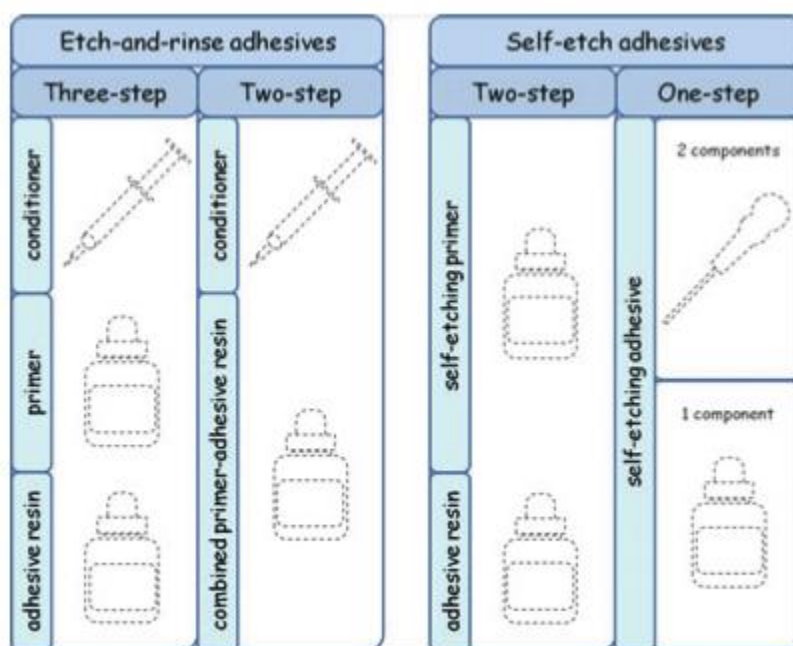 Etch-and-rinse adhesives
Three-step
Two-step
conditioner
primer
adhesive resin
conditioner
combined primer-adhesive resin
Self-etch adhesives
Two-step
One-step
self-etching primer
adhesive resin
self-etching adhesive
2 components
1 component